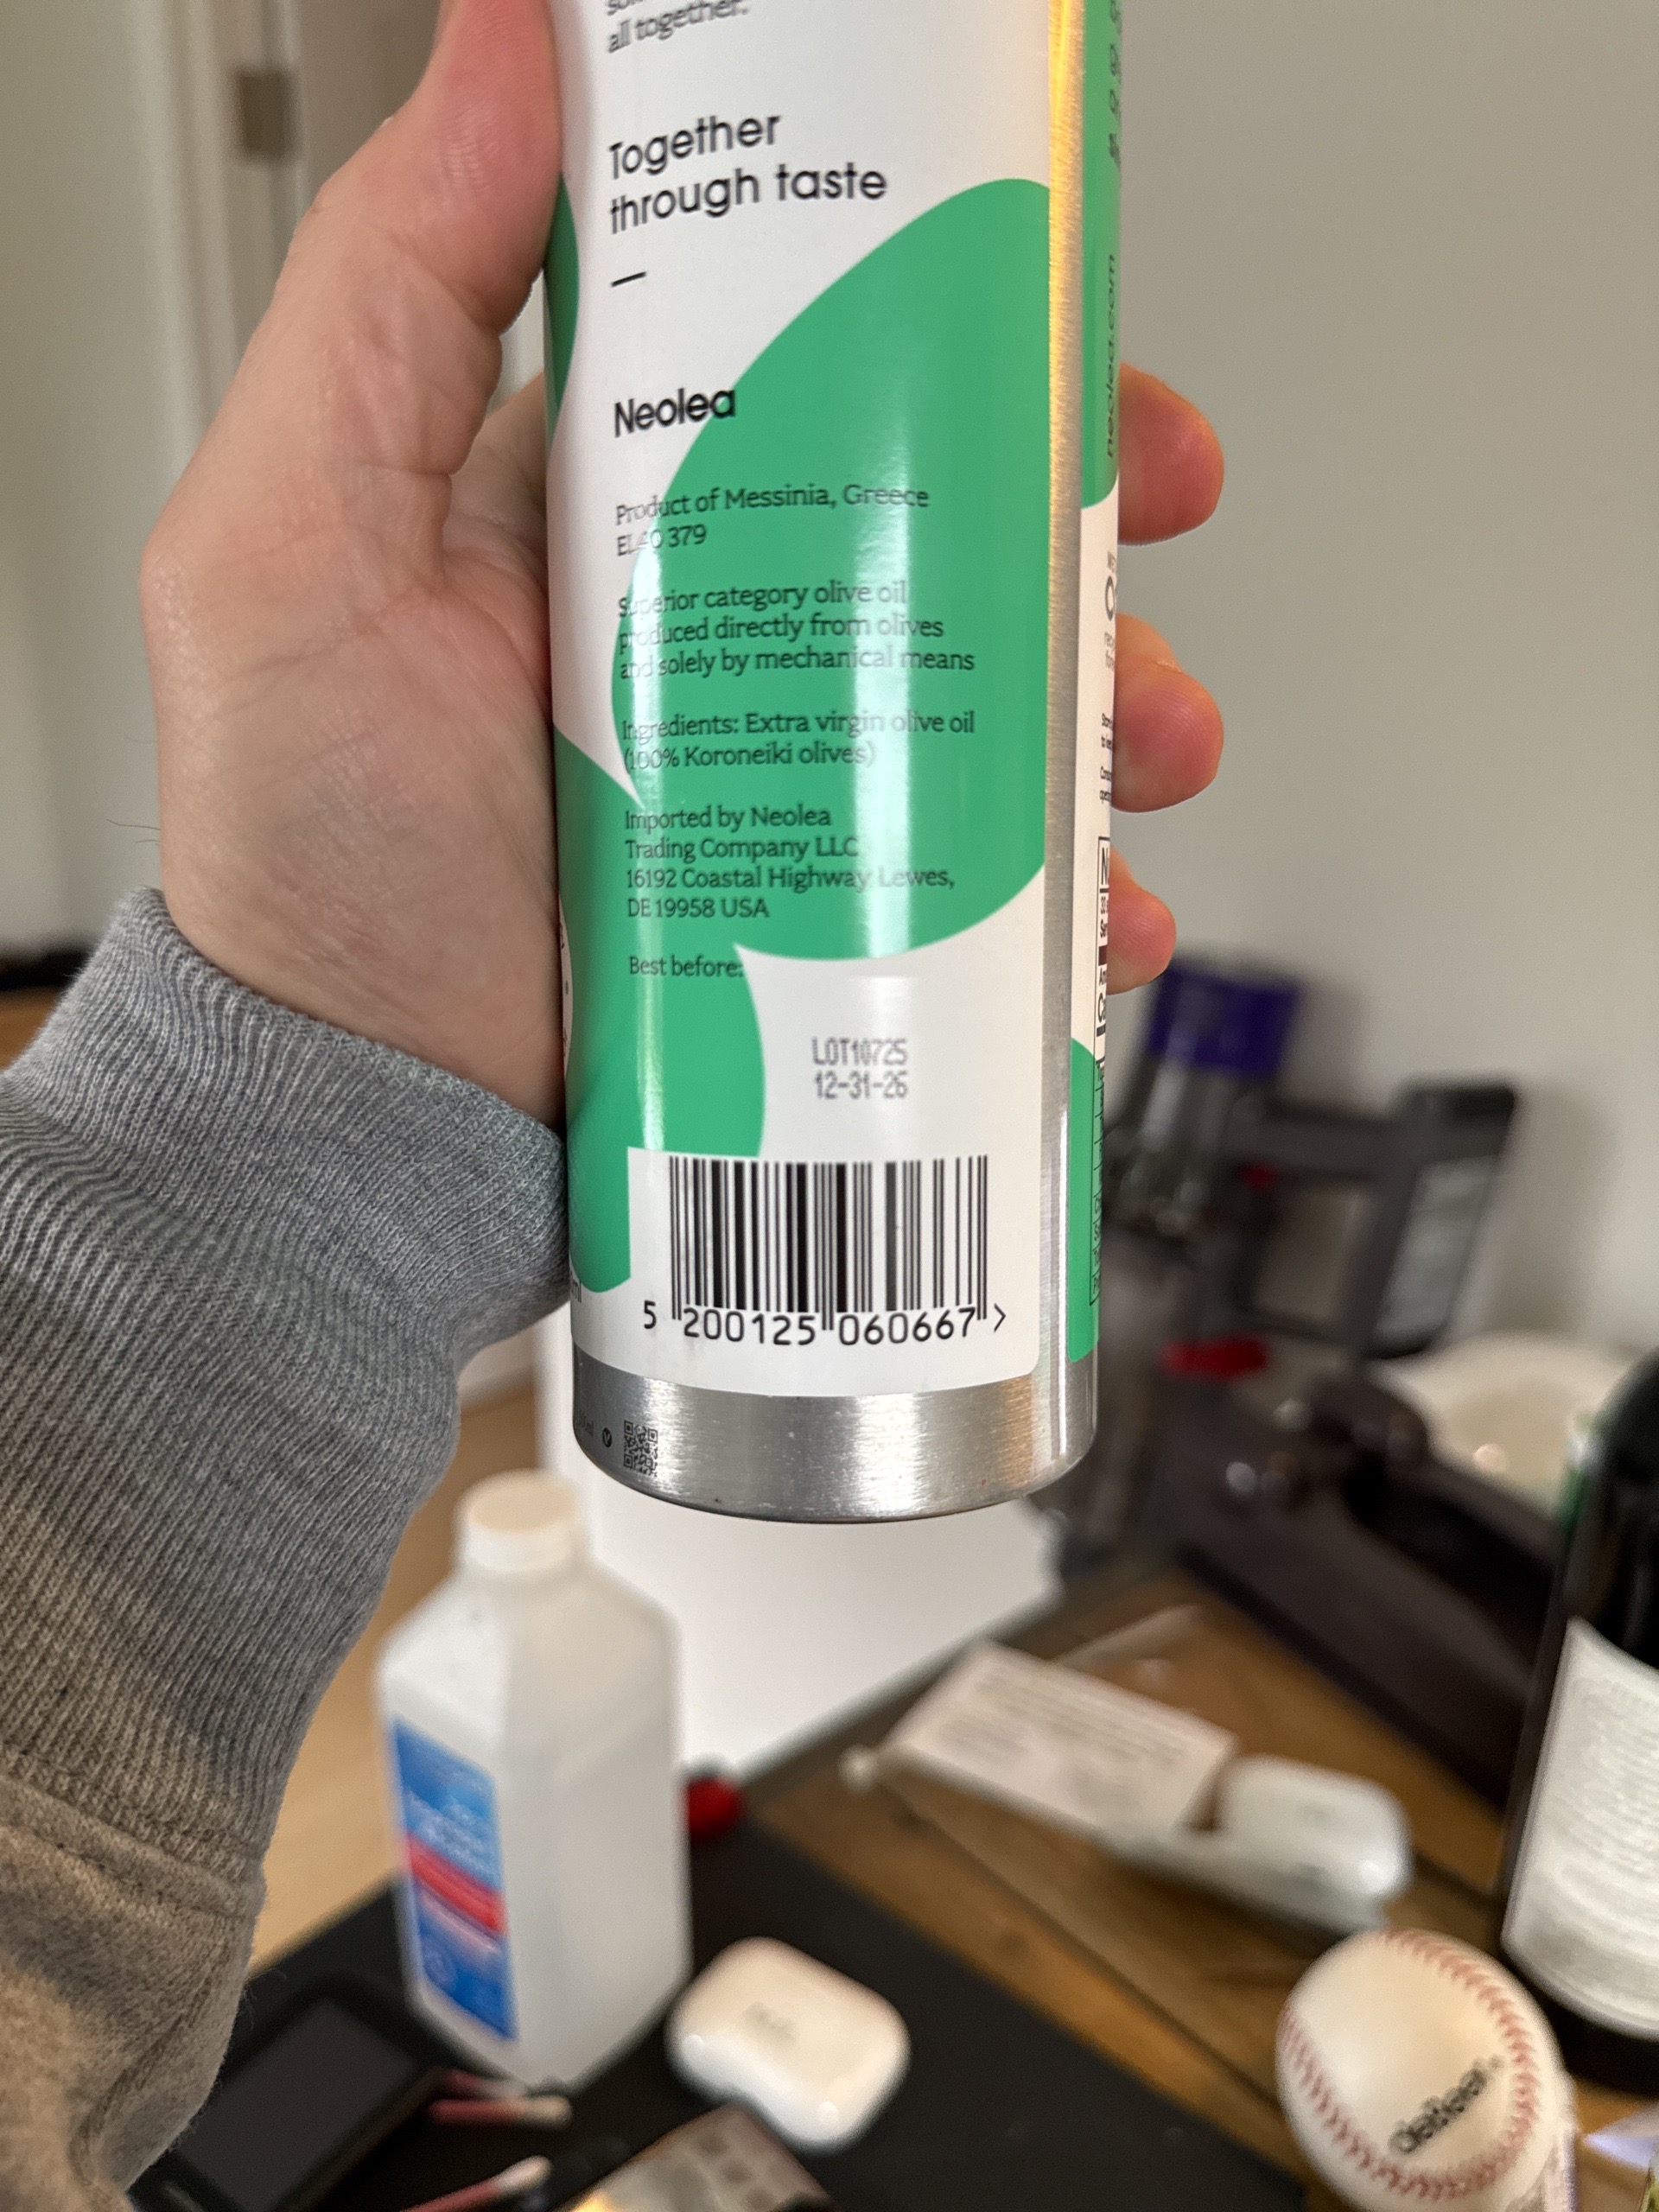 all together.
Together
through taste
—
Neolea
Product of Messinia, Greece
EL 40 379
Superior category olive oil
produced directly from olives
and solely by mechanical means
Ingredients: Extra virgin olive oil
(100% Koroneiki olives)
Imported by Neolea
Trading Company LLC
16192 Coastal Highway Lewes,
DE 19958 USA
Best before:
LOT10725
12-31-26
5 200125 060667 >
neolea.com